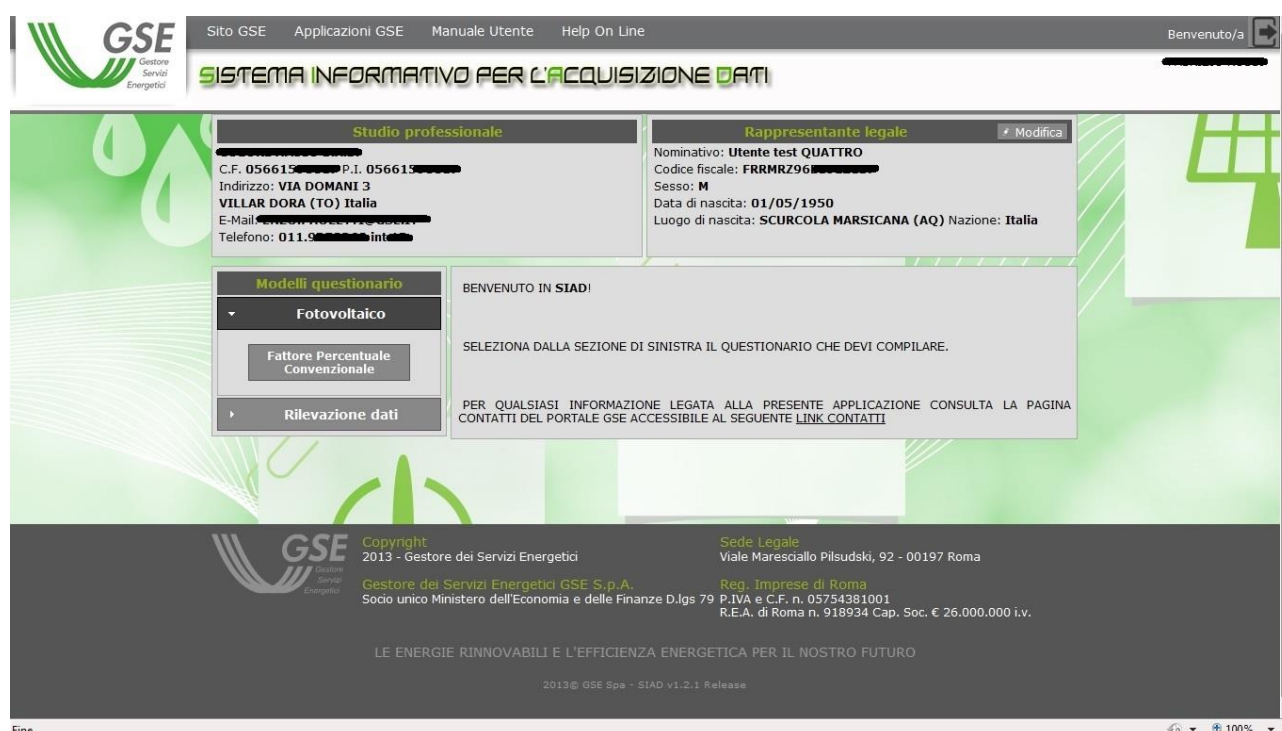 GSE
Gestore
Servizi
Energetici
Sito GSE Applicazioni GSE Manuale Utente Help On Line
Benvenuto/a
SISTEMA INFORMATIVO PER L'ACQUISIZIONE DATI
Studio professionale
C.F. 056615 P.I. 056615
Indirizzo: VIA DOMANI 3
VILLAR DORA (TO) Italia
E-Mail:
Telefono: 011.9 int
Rappresentante legale
Modifica
Nominativo: Utente test QUATTRO
Codice fiscale: FRRMRZ96
Sesso: M
Data di nascita: 01/05/1950
Luogo di nascita: SCURCOLA MARSICANA (AQ) Nazione: Italia
Modelli questionario
Fotovoltaico
Fattore Percentuale
Convenzionale
Rilevazione dati
BENVENUTO IN SIAD!
SELEZIONA DALLA SEZIONE DI SINISTRA IL QUESTIONARIO CHE DEVI COMPILARE.
PER QUALSIASI INFORMAZIONE LEGATA ALLA PRESENTE APPLICAZIONE CONSULTA LA PAGINA
CONTATTI DEL PORTALE GSE ACCESSIBILE AL SEGUENTE LINK CONTATTI
GSE
Gestore
Servizi
Energetici
Copyright
2013 - Gestore dei Servizi Energetici
Gestore dei Servizi Energetici GSE S.p.A.
Socio unico Ministero dell'Economia e delle Finanze D.lgs 79
Sede Legale
Viale Maresciallo Pilsudski, 92 - 00197 Roma
Reg. Imprese di Roma
P.IVA e C.F. n. 05754381001
R.E.A. di Roma n. 918934 Cap. Soc. € 26.000.000 i.v.
LE ENERGIE RINNOVABILI E L'EFFICIENZA ENERGETICA PER IL NOSTRO FUTURO
2013© GSE Spa - SIAD v1.2.1 Release
Fine
100%